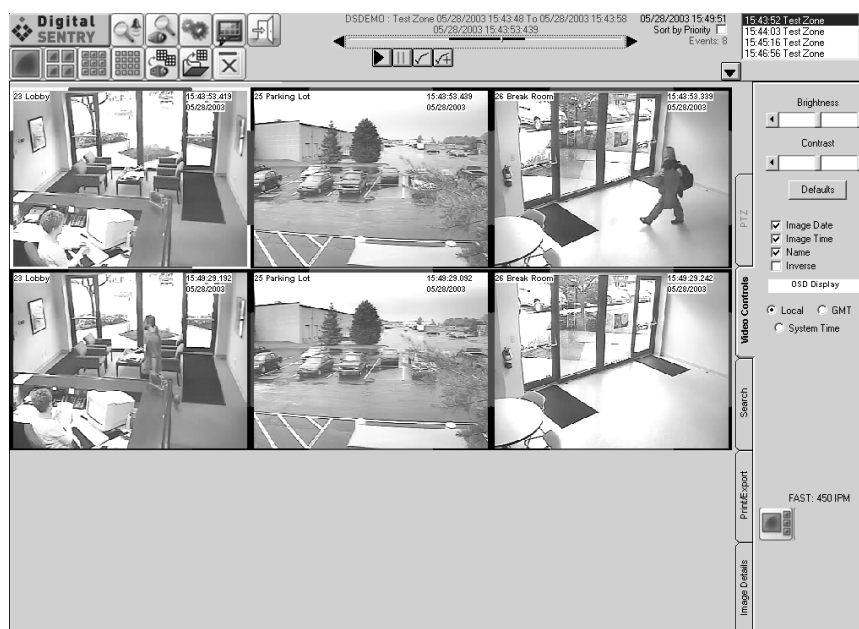 Digital
SENTRY
DSDEMO : Test Zone 05/28/2003 15:43:48 To 05/28/2003 15:43:58
05/28/2003 15:43:53:439
05/28/2003 15:49:51
Sort by Priority
Events: 8
15:43:52 Test Zone
15:44:03 Test Zone
15:45:16 Test Zone
15:46:56 Test Zone
23 Lobby
15:43:53.419
05/28/2003
25 Parking Lot
15:43:53.439
05/28/2003
26 Break Room
15:43:53.339
05/28/2003
23 Lobby
15:49:29.192
05/28/2003
25 Parking Lot
15:49:29.092
05/28/2003
26 Break Room
15:49:29.242
05/28/2003
PTZ
Video Controls
Search
Print/Export
Image Details
Brightness
Contrast
Defaults
Image Date
Image Time
Name
Inverse
OSD Display
Local
GMT
System Time
FAST: 450 IPM